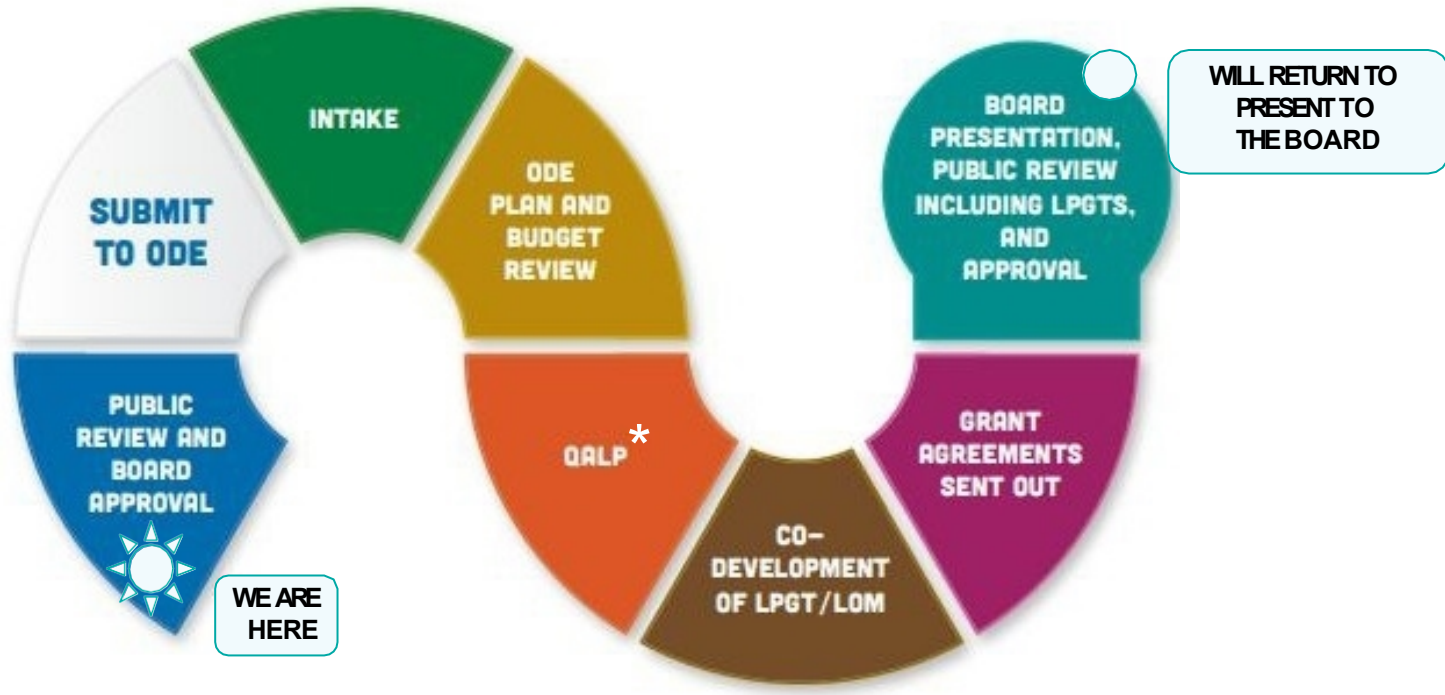 PUBLIC
REVIEW AND
BOARD
APPROVAL
WE ARE
HERE
SUBMIT
TO ODE
INTAKE
ODE
PLAN AND
BUDGET
REVIEW
QALP*
CO-
DEVELOPMENT
OF LPGT/LOM
GRANT
AGREEMENTS
SENT OUT
BOARD
PRESENTATION,
PUBLIC REVIEW
INCLUDING LPGTS,
AND
APPROVAL
WILL RETURN TO
PRESENT TO
THE BOARD